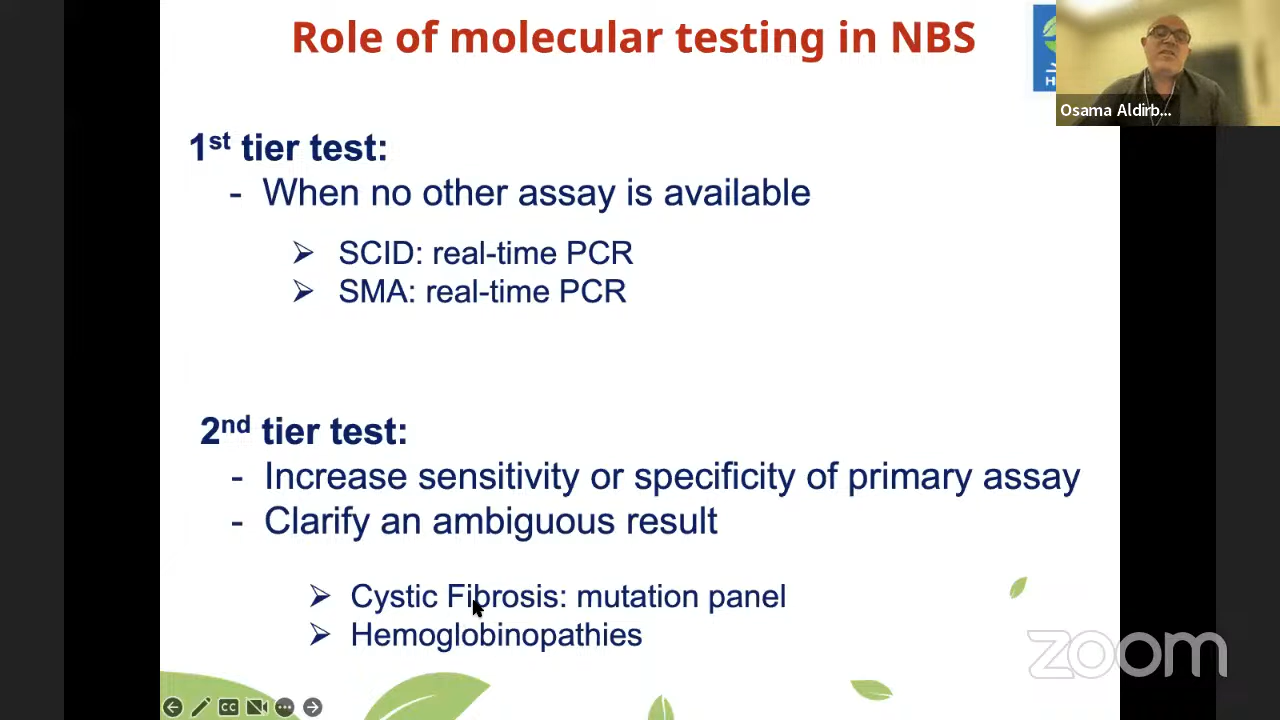 Role of molecular testing in NBS
H
Osama Aldirb...
1st tier test:
- When no other assay is available
➢ SCID: real-time PCR
➢ SMA: real-time PCR
2nd tier test:
- Increase sensitivity or specificity of primary assay
- Clarify an ambiguous result
➢ Cystic Fibrosis: mutation panel
➢ Hemoglobinopathies
zoom
CC